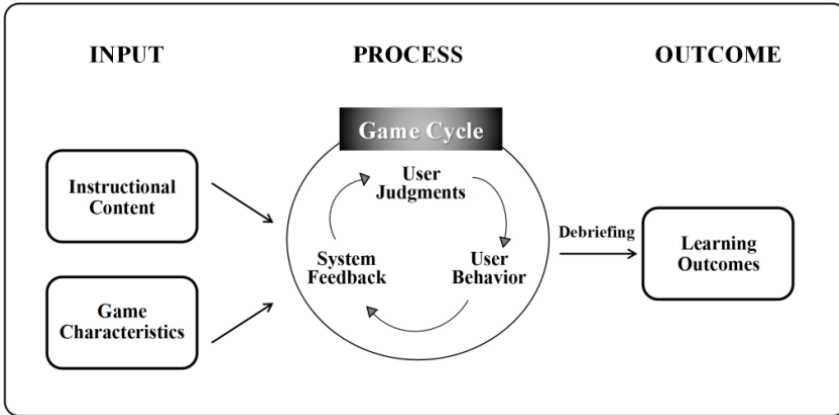 INPUT
PROCESS
OUTCOME
Game Cycle
Instructional
Content
Game
Characteristics
User
Judgments
System
Feedback
User
Behavior
Debriefing
Learning
Outcomes